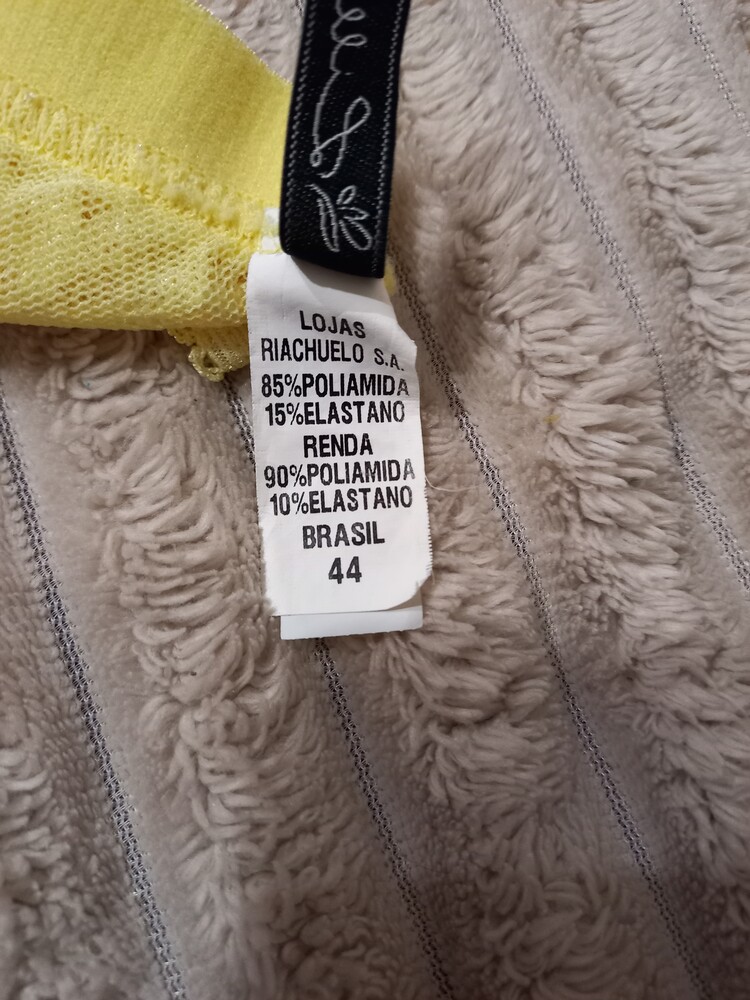 LOJAS
RIACHUELO S.A.
85%POLIAMIDA
15%ELASTANO
RENDA
90%POLIAMIDA
10%ELASTANO
BRASIL
44